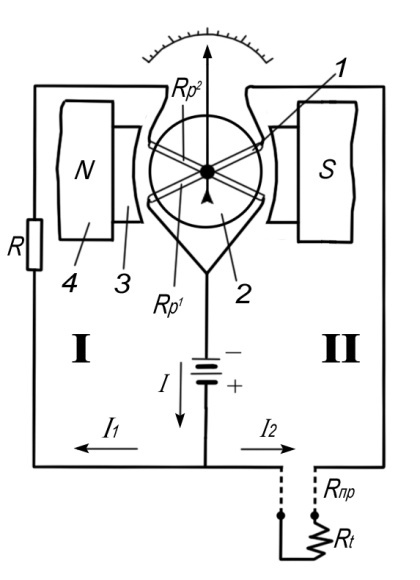 1
Rp²
N
S
R
4
3
Rp¹
2
I
II
I
−
+
I₁
I₂
Rпр
Rt